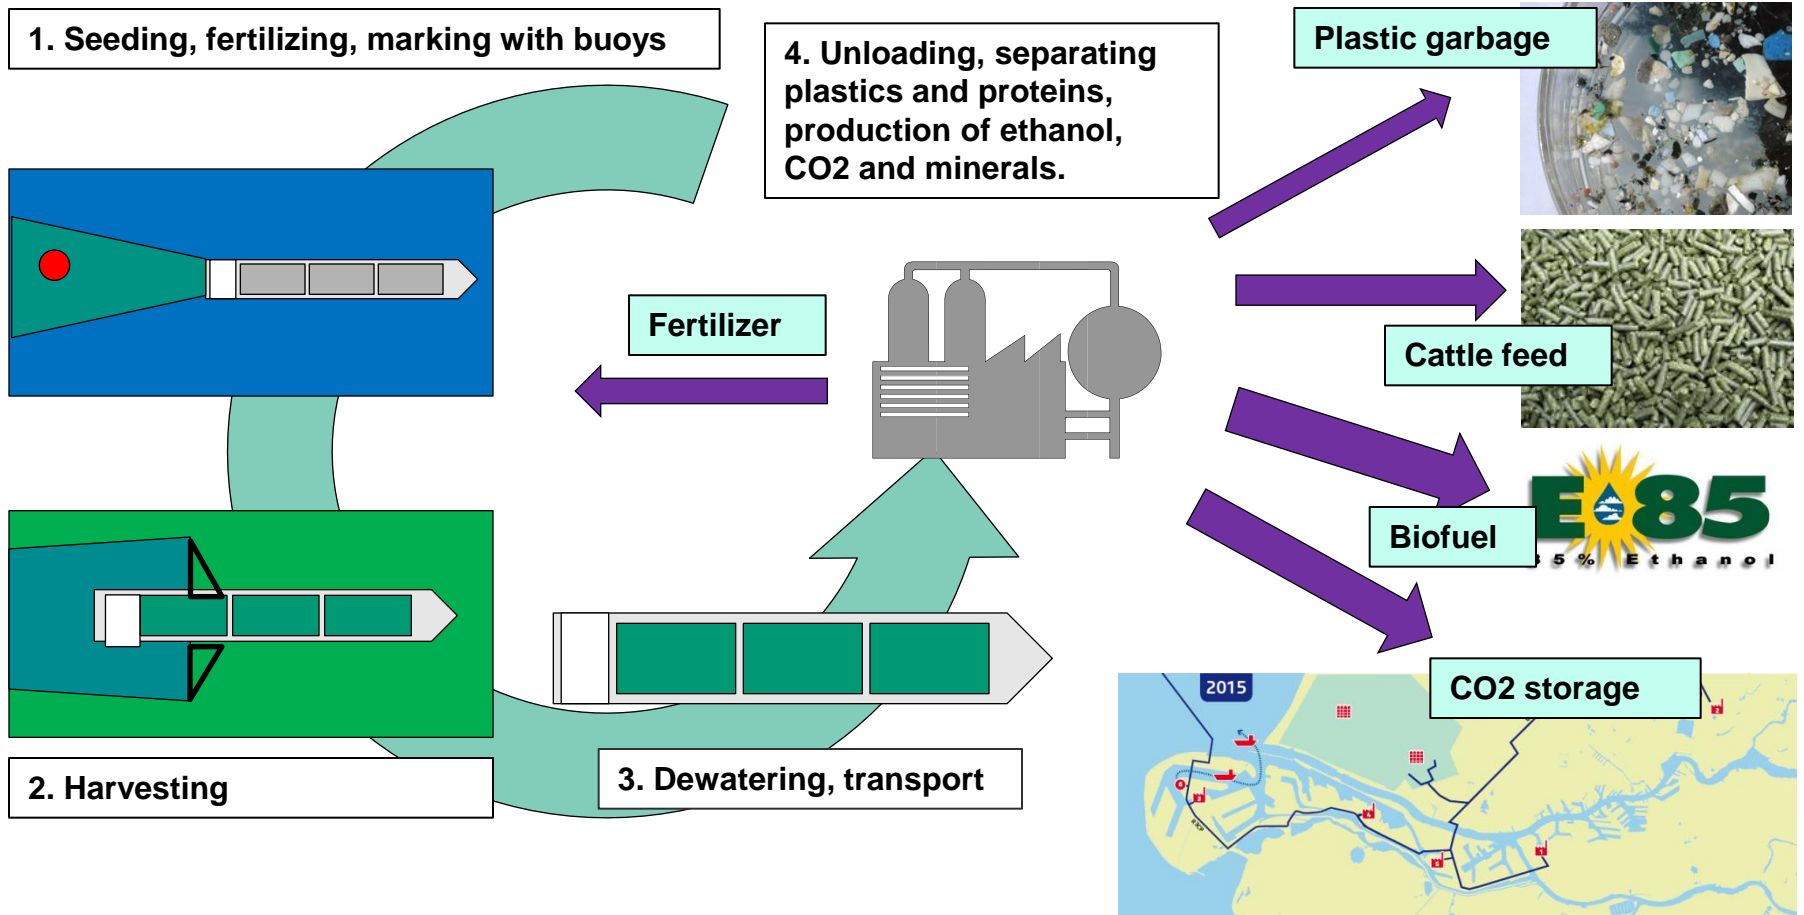 1. Seeding, fertilizing, marking with buoys
4. Unloading, separating
plastics and proteins,
production of ethanol,
CO2 and minerals.
Plastic garbage
Fertilizer
Cattle feed
E85
85% Ethanol
Biofuel
CO2 storage
2015
2. Harvesting
3. Dewatering, transport